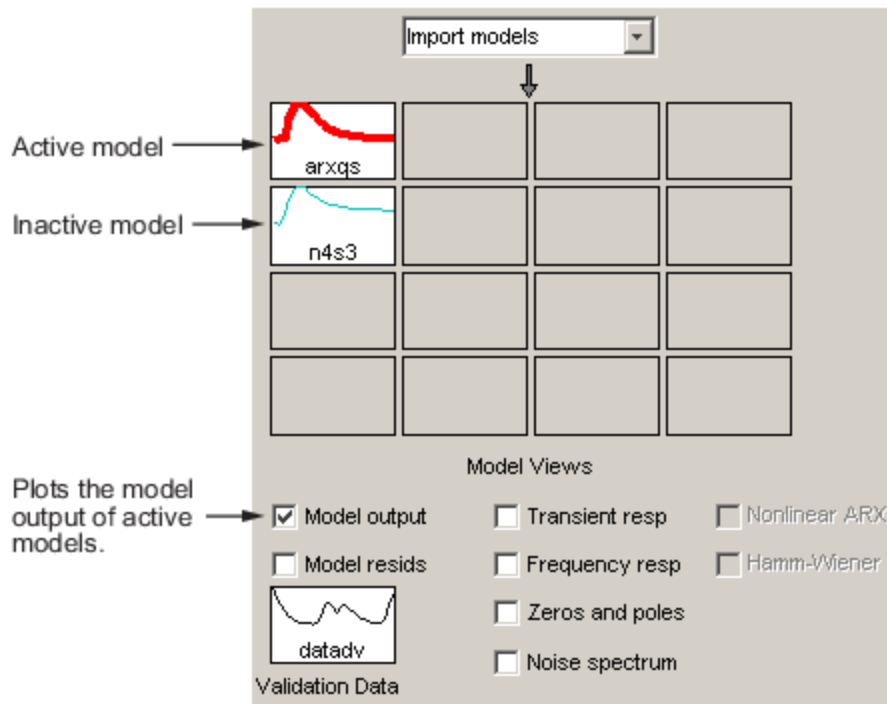 Import models
Active model
arxqs
Inactive model
n4s3
Model Views
Plots the model
output of active
models.
Model output
Transient resp
Nonlinear ARX
Model resids
Frequency resp
Hamm-Wiener
datadv
Zeros and poles
Noise spectrum
Validation Data